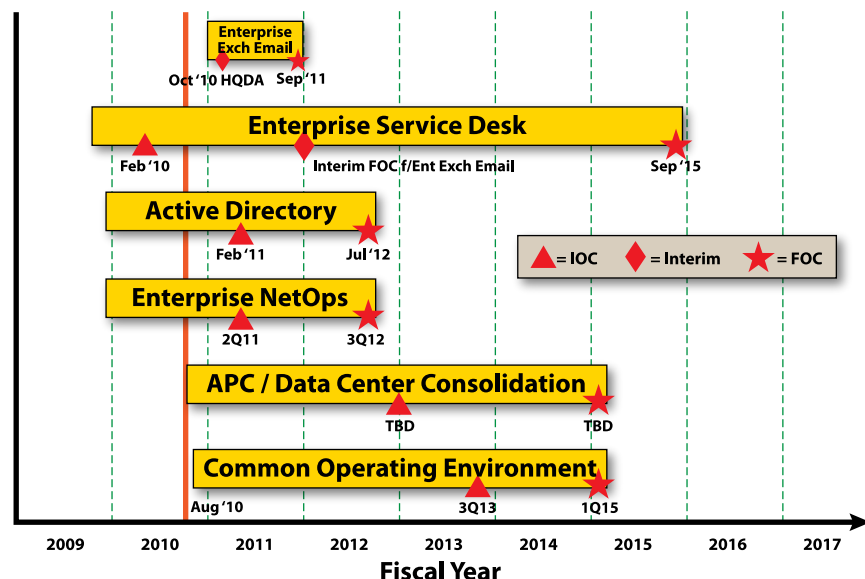 Enterprise
Exch Email
Oct ‘10 HQDA
Sep ‘11
Enterprise Service Desk
Feb ‘10
Interim FOC f/Ent Exch Email
Sep ‘15
Active Directory
Feb ‘11
Jul ‘12
= IOC
= Interim
= FOC
Enterprise NetOps
2Q11
3Q12
APC / Data Center Consolidation
TBD
TBD
Common Operating Environment
Aug ‘10
3Q13
1Q15
2009 2010 2011 2012 2013 2014 2015 2016 2017
Fiscal Year